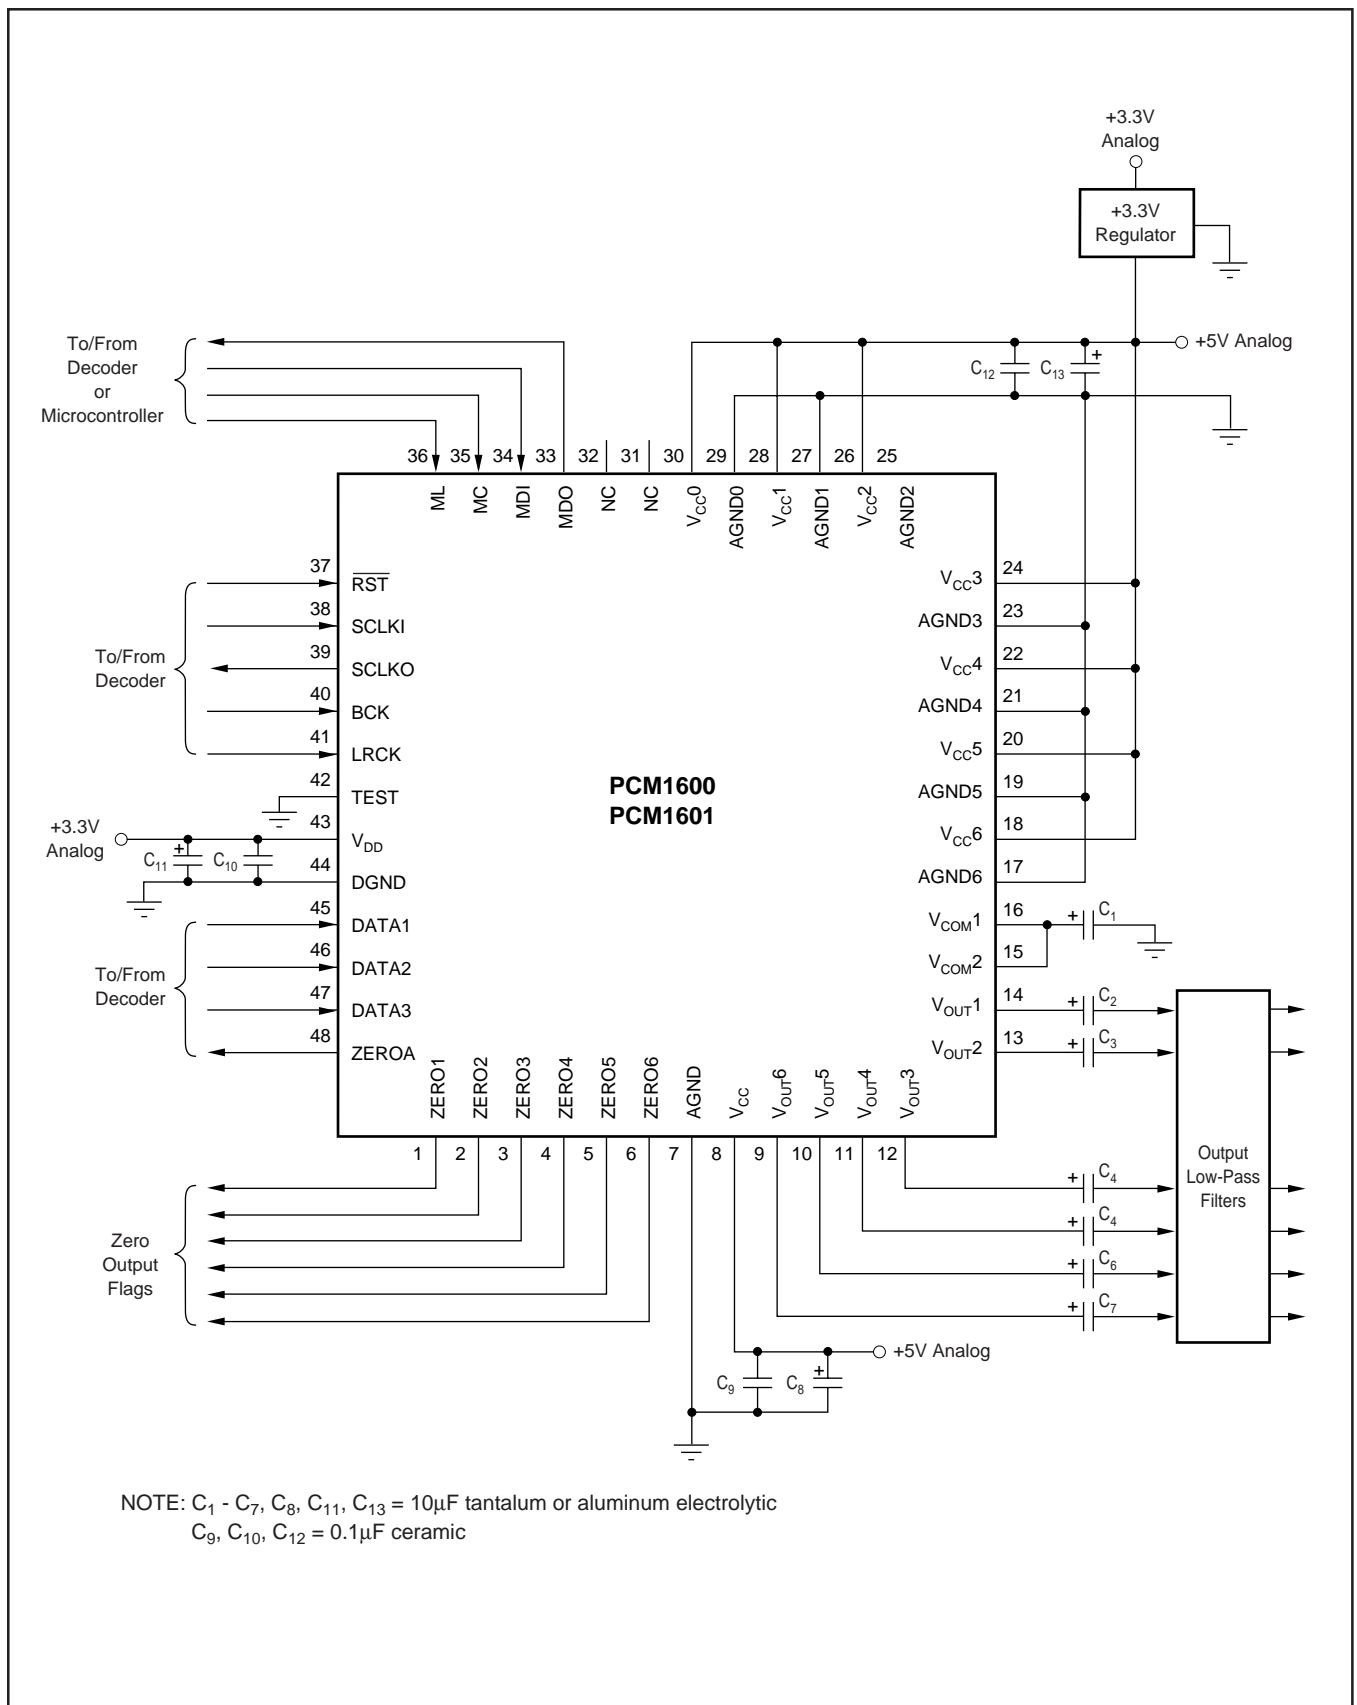 +3.3V
Analog
+3.3V
Regulator
To/From
Decoder
or
Microcontroller
C12
C13
+
+5V Analog
36 35 34 33 32 31 30 29 28 27 26 25
ML MC MDI MDO NC NC VCC0 AGND0 VCC1 AGND1 VCC2 AGND2
To/From
Decoder
37 RST
38 SCLKI
39 SCLKO
40 BCK
41 LRCK
42 TEST
+3.3V
Analog
+
C11
C10
43 VDD
44 DGND
To/From
Decoder
45 DATA1
46 DATA2
47 DATA3
48 ZEROA
PCM1600
PCM1601
VCC3 24
AGND3 23
VCC4 22
AGND4 21
VCC5 20
AGND5 19
VCC6 18
AGND6 17
VCOM1 16
+ C1
VCOM2 15
VOUT1 14
+ C2
VOUT2 13
+ C3
ZERO1 ZERO2 ZERO3 ZERO4 ZERO5 ZERO6 AGND VCC VOUT6 VOUT5 VOUT4 VOUT3
1 2 3 4 5 6 7 8 9 10 11 12
Output
Low-Pass
Filters
+ C4
+ C4
+ C6
+ C7
Zero
Output
Flags
+5V Analog
C9
C8
+
NOTE: C1 - C7, C8, C11, C13 = 10µF tantalum or aluminum electrolytic
C9, C10, C12 = 0.1µF ceramic